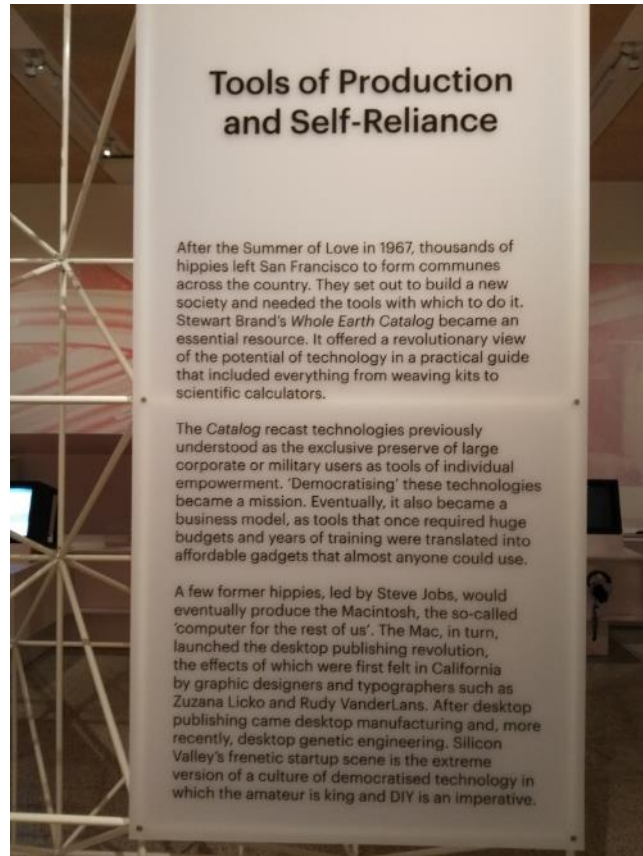 Tools of Production
and Self-Reliance
After the Summer of Love in 1967, thousands of
hippies left San Francisco to form communes
across the country. They set out to build a new
society and needed the tools with which to do it.
Stewart Brand's Whole Earth Catalog became an
essential resource. It offered a revolutionary view
of the potential of technology in a practical guide
that included everything from weaving kits to
scientific calculators.
The Catalog recast technologies previously
understood as the exclusive preserve of large
corporate or military users as tools of individual
empowerment. 'Democratising' these technologies
became a mission. Eventually, it also became a
business model, as tools that once required huge
budgets and years of training were translated into
affordable gadgets that almost anyone could use.
A few former hippies, led by Steve Jobs, would
eventually produce the Macintosh, the so-called
'computer for the rest of us'. The Mac, in turn,
launched the desktop publishing revolution,
the effects of which were first felt in California
by graphic designers and typographers such as
Zuzana Licko and Rudy VanderLans. After desktop
publishing came desktop manufacturing and, more
recently, desktop genetic engineering. Silicon
Valley's frenetic startup scene is the extreme
version of a culture of democratised technology in
which the amateur is king and DIY is an imperative.